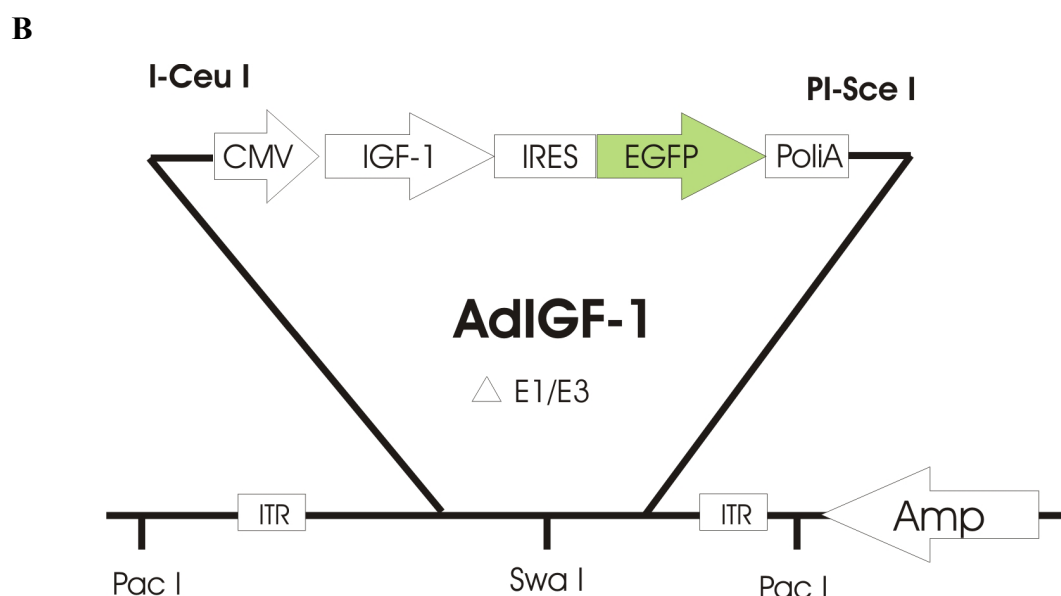 B
I-Ceu I
PI-Sce I
CMV
IGF-1
IRES
EGFP
PoliA
AdIGF-1
△ E1/E3
ITR
ITR
Amp
Pac I
Swa I
Pac I